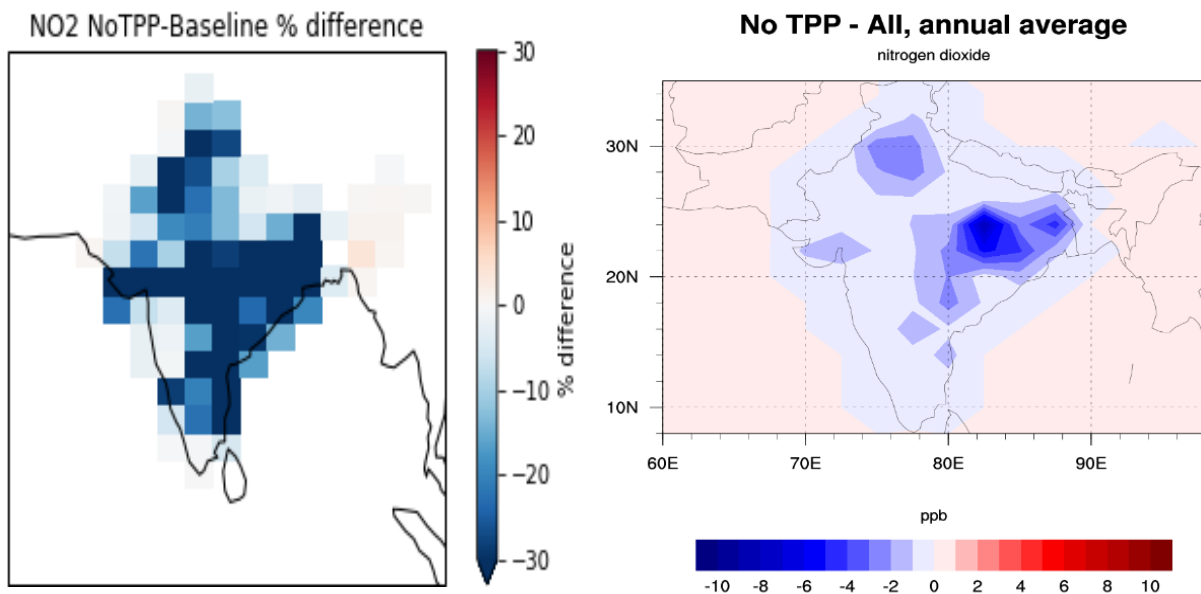 NO2 NoTPP-Baseline % difference
30
20
10
0
−10
−20
−30
% difference
No TPP - All, annual average
nitrogen dioxide
30N
20N
10N
60E 70E 80E 90E
ppb
-10 -8 -6 -4 -2 0 2 4 6 8 10